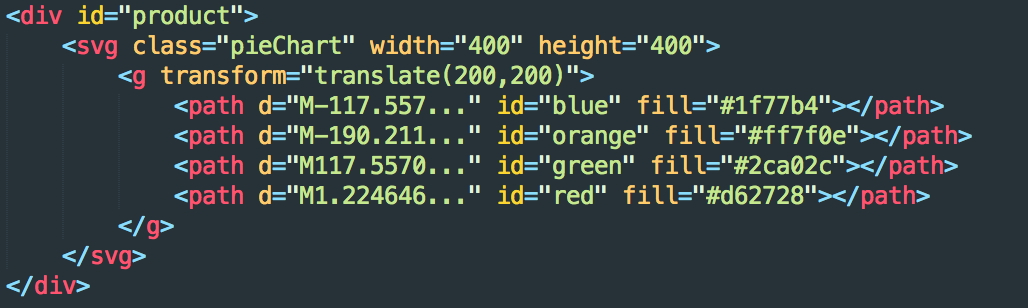 <div id="product">
<svg class="pieChart" width="400" height="400">
<g transform="translate(200,200)">
<path d="M-117.557..." id="blue" fill="#1f77b4"></path>
<path d="M-190.211..." id="orange" fill="#ff7f0e"></path>
<path d="M117.5570..." id="green" fill="#2ca02c"></path>
<path d="M1.224646..." id="red" fill="#d62728"></path>
</g>
</svg>
</div>